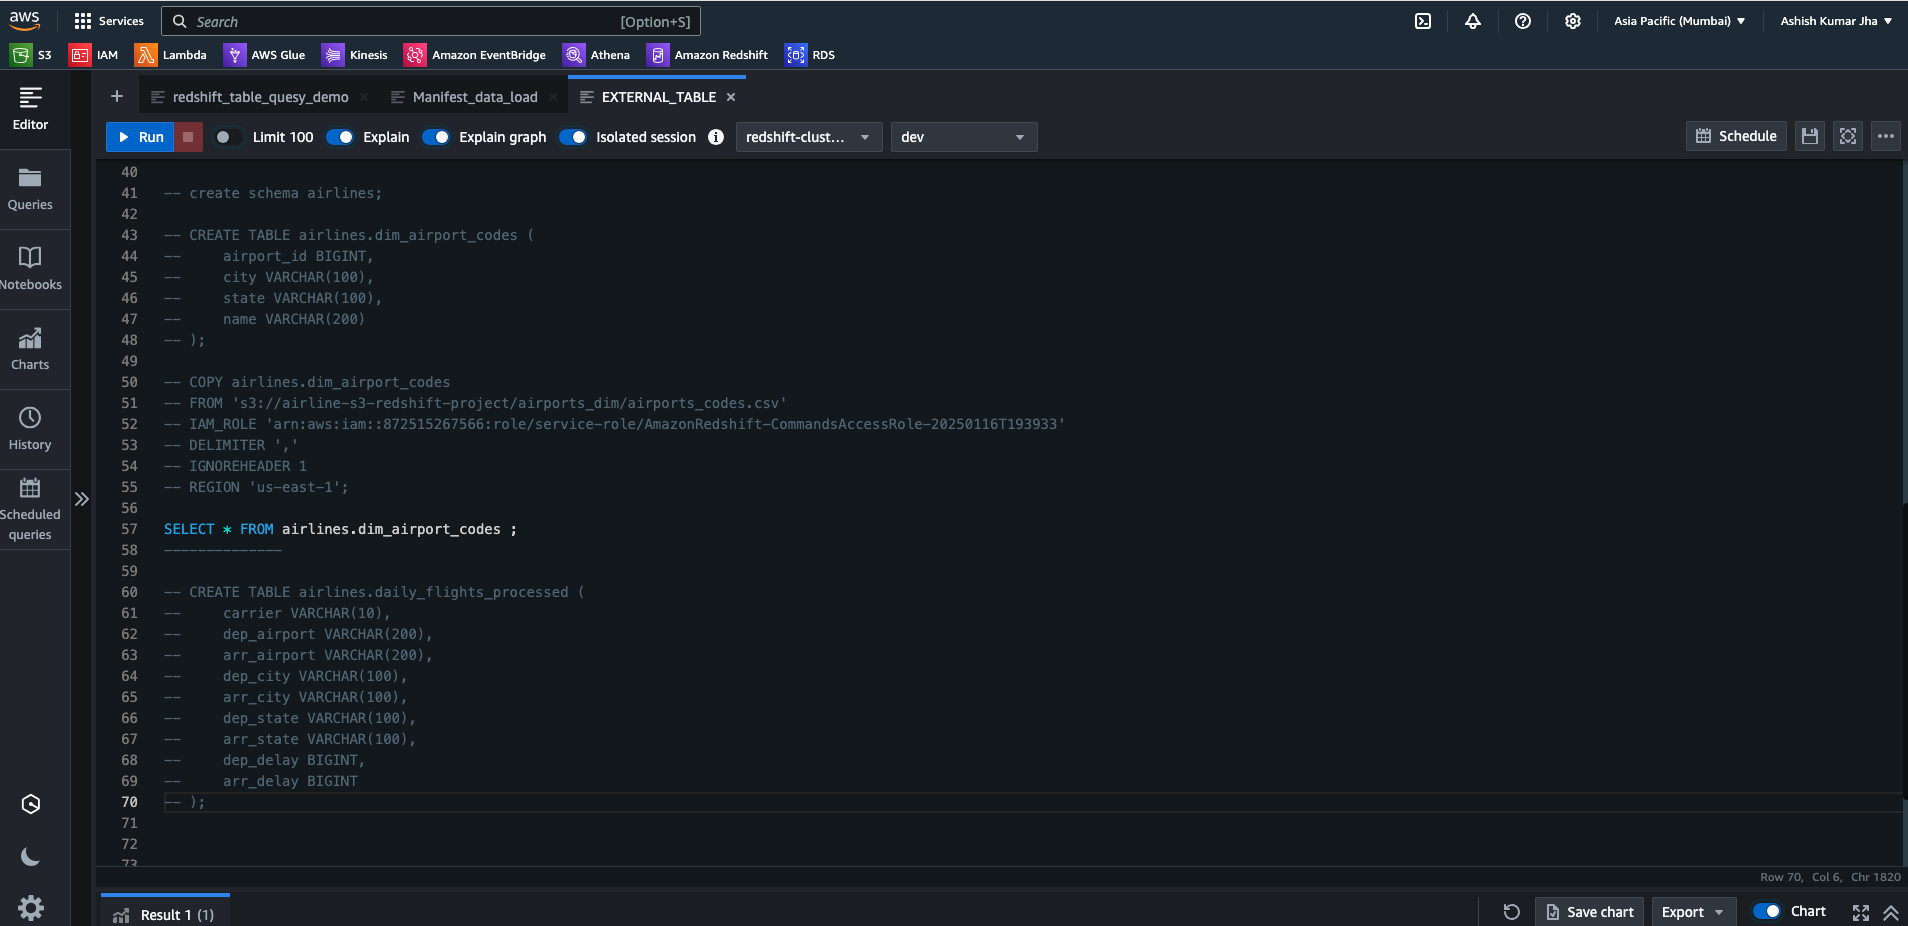 aws
Services
Search
[Option+S]
Asia Pacific (Mumbai)
Ashish Kumar Jha
S3
IAM
Lambda
AWS Glue
Kinesis
Amazon EventBridge
Athena
Amazon Redshift
RDS
Editor
Queries
Notebooks
Charts
History
Scheduled
queries
redshift_table_quesy_demo
Manifest_data_load
EXTERNAL_TABLE
Run
Limit 100
Explain
Explain graph
Isolated session
redshift-clust...
dev
Schedule
40
41 -- create schema airlines;
42
43 -- CREATE TABLE airlines.dim_airport_codes (
44 --     airport_id BIGINT,
45 --     city VARCHAR(100),
46 --     state VARCHAR(100),
47 --     name VARCHAR(200)
48 -- );
49
50 -- COPY airlines.dim_airport_codes
51 -- FROM 's3://airline-s3-redshift-project/airports_dim/airports_codes.csv'
52 -- IAM_ROLE 'arn:aws:iam::872515267566:role/service-role/AmazonRedshift-CommandsAccessRole-20250116T193933'
53 -- DELIMITER ','
54 -- IGNOREHEADER 1
55 -- REGION 'us-east-1';
56
57 SELECT * FROM airlines.dim_airport_codes ;
58 --------------
59
60 -- CREATE TABLE airlines.daily_flights_processed (
61 --     carrier VARCHAR(10),
62 --     dep_airport VARCHAR(200),
63 --     arr_airport VARCHAR(200),
64 --     dep_city VARCHAR(100),
65 --     arr_city VARCHAR(100),
66 --     dep_state VARCHAR(100),
67 --     arr_state VARCHAR(100),
68 --     dep_delay BIGINT,
69 --     arr_delay BIGINT
70 -- );
71
72
73
Row 70, Col 6, Chr 1820
Result 1 (1)
Save chart
Export
Chart